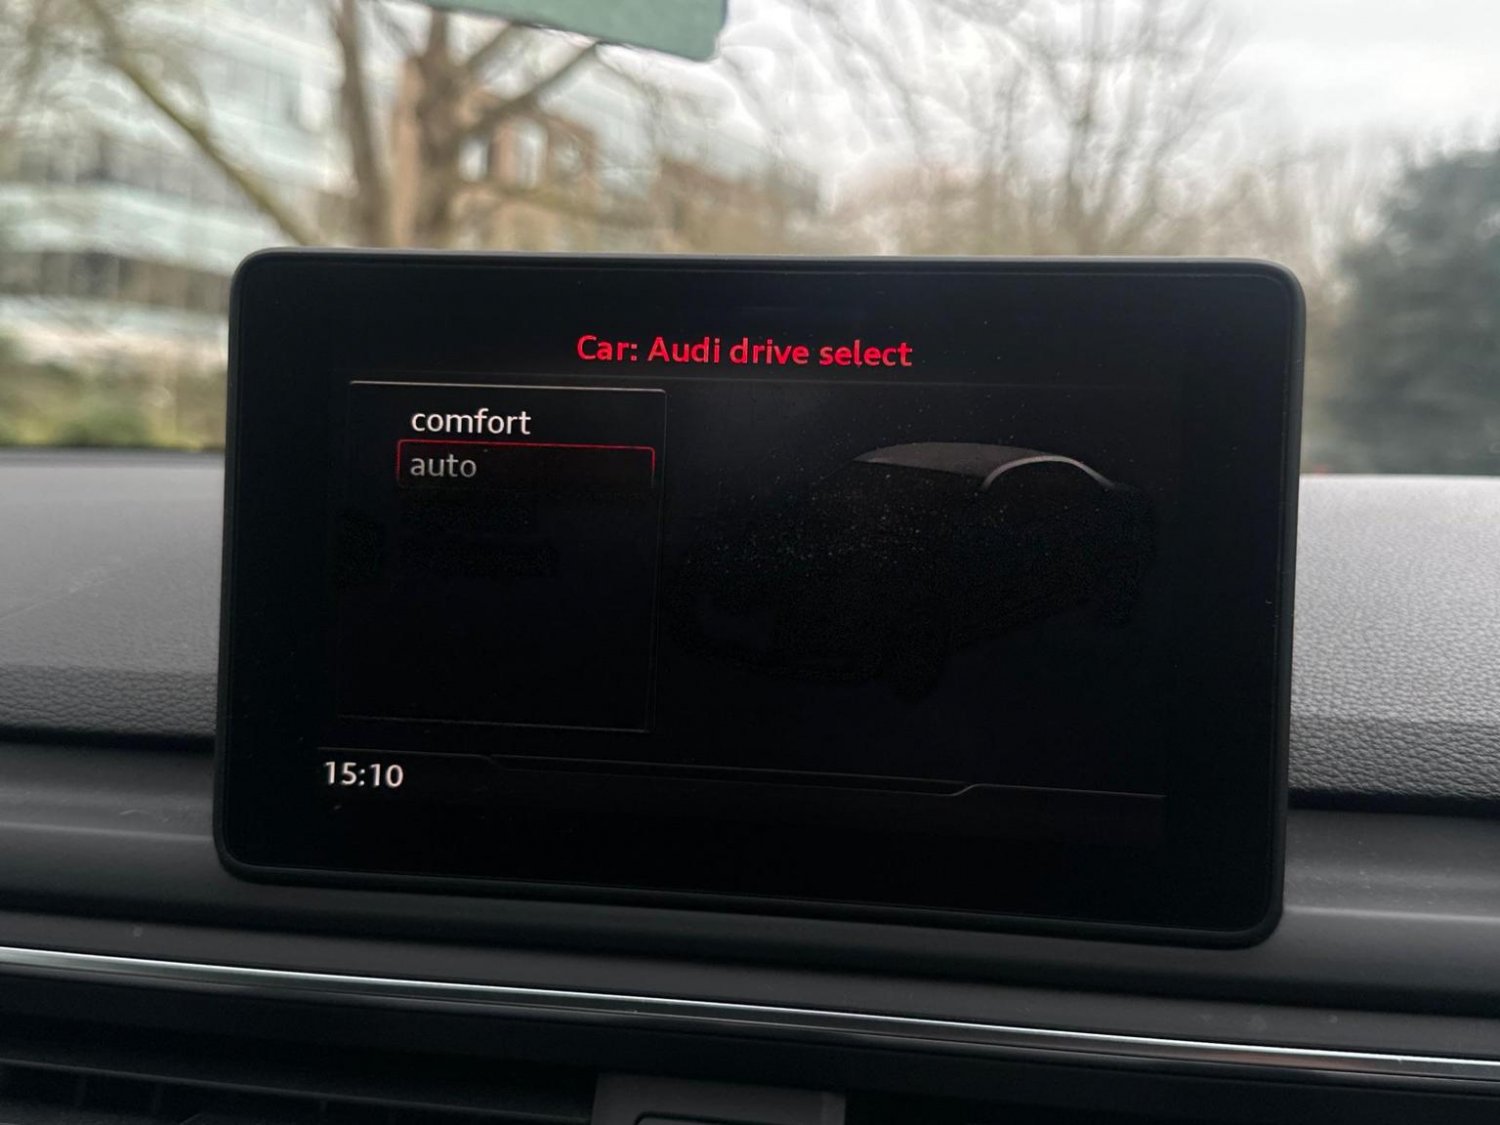 Car: Audi drive select
comfort
auto
15:10